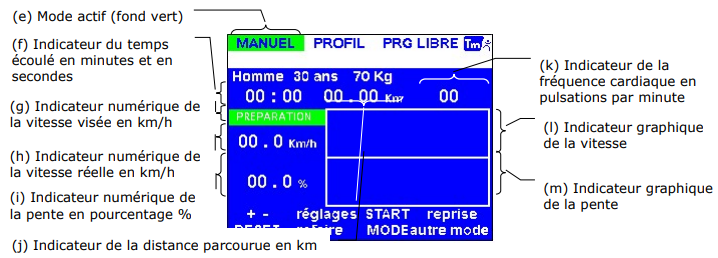 (e) Mode actif (fond vert)
(f) Indicateur du temps
écoulé en minutes et en
secondes
(g) Indicateur numérique de
la vitesse visée en km/h
(h) Indicateur numérique de
la vitesse réelle en km/h
(i) Indicateur numérique de
la pente en pourcentage %
(j) Indicateur de la distance parcourue en km
MANUEL PROFIL PRG LIBRE Tm
Homme 30 ans 70 Kg
00:00 00.00 Km 00
PREPARATION
00.0 Km/h
00.0 %
+ - réglages START reprise
MODE autre mode
(k) Indicateur de la
fréquence cardiaque en
pulsations par minute
(l) Indicateur graphique
de la vitesse
(m) Indicateur graphique
de la pente